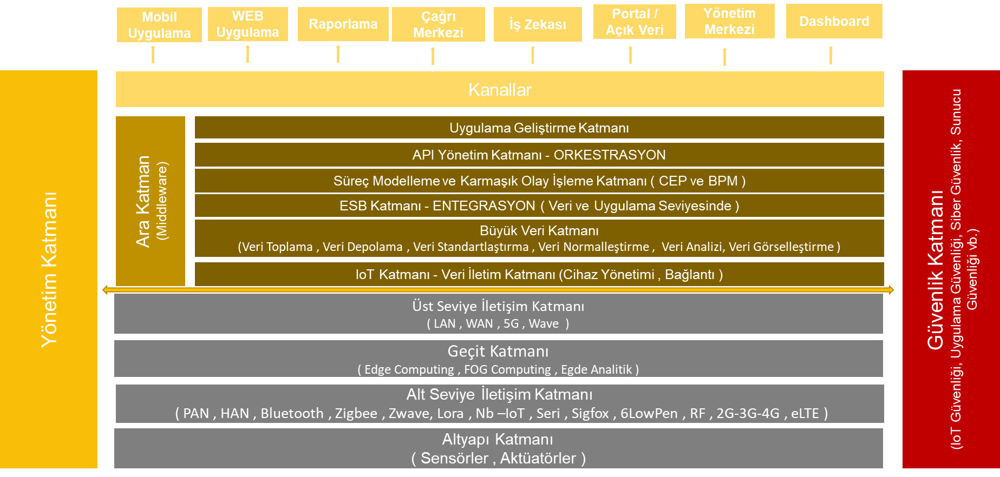 Mobil
Uygulama
WEB
Uygulama
Raporlama
Çağrı
Merkezi
İş Zekası
Portal /
Açık Veri
Yönetim
Merkezi
Dashboard
Kanallar
Yönetim Katmanı
Ara Katman
(Middleware)
Uygulama Geliştirme Katmanı
API Yönetim Katmanı - ORKESTRASYON
Süreç Modelleme ve Karmaşık Olay İşleme Katmanı ( CEP ve BPM )
ESB Katmanı - ENTEGRASYON ( Veri ve Uygulama Seviyesinde )
Büyük Veri Katmanı
(Veri Toplama , Veri Depolama , Veri Standartlaştırma , Veri Normalleştirme , Veri Analizi, Veri Görselleştirme )
IoT Katmanı - Veri İletim Katmanı (Cihaz Yönetimi , Bağlantı )
Üst Seviye İletişim Katmanı
( LAN , WAN , 5G , Wave )
Geçit Katmanı
( Edge Computing , FOG Computing , Egde Analitik )
Alt Seviye İletişim Katmanı
( PAN , HAN , Bluetooth , Zigbee , Zwave, Lora , Nb –IoT , Seri , Sigfox , 6LowPen , RF , 2G-3G-4G , eLTE )
Altyapı Katmanı
( Sensörler , Aktüatörler )
Güvenlik Katmanı
(IoT Güvenliği, Uygulama Güvenliği, Siber Güvenlik, Sunucu
Güvenliği vb.)